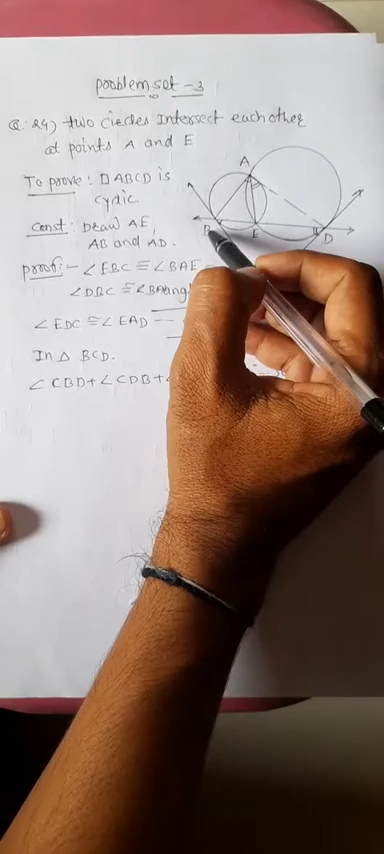 problem set - 3
Q. 24) two circles Intersect each other
at points A and E
To prove : □ABCD is
cyclic.
const :- Draw AE,
AB and AD.
proof :- ∠EBC ≅ ∠BAE
∠DBC ≅
∠EDC ≅ ∠EAD
In △ BCD.
∠CBD + ∠CDB +
A
B
E
D